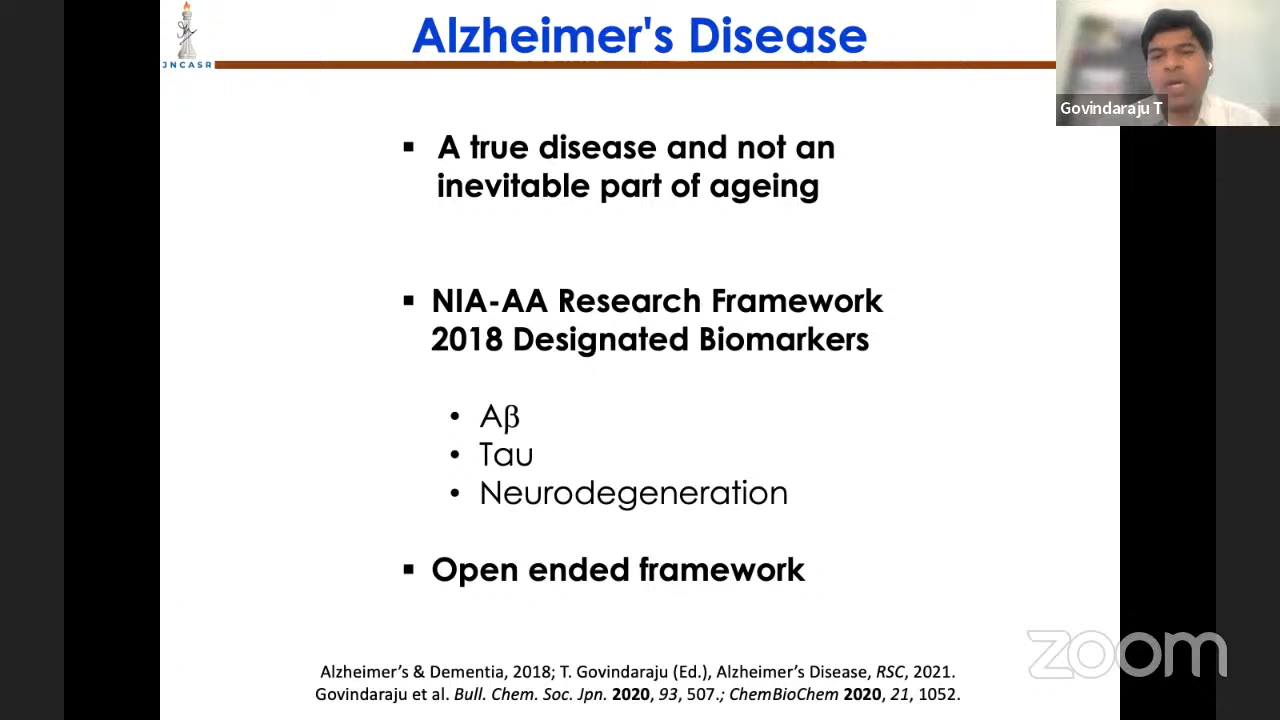 Alzheimer's Disease
JNCASR
Govindaraju T
▪ A true disease and not an
inevitable part of ageing
▪ NIA-AA Research Framework
2018 Designated Biomarkers
• Aβ
• Tau
• Neurodegeneration
▪ Open ended framework
zoom
Alzheimer’s & Dementia, 2018; T. Govindaraju (Ed.), Alzheimer’s Disease, RSC, 2021.
Govindaraju et al. Bull. Chem. Soc. Jpn. 2020, 93, 507.; ChemBioChem 2020, 21, 1052.